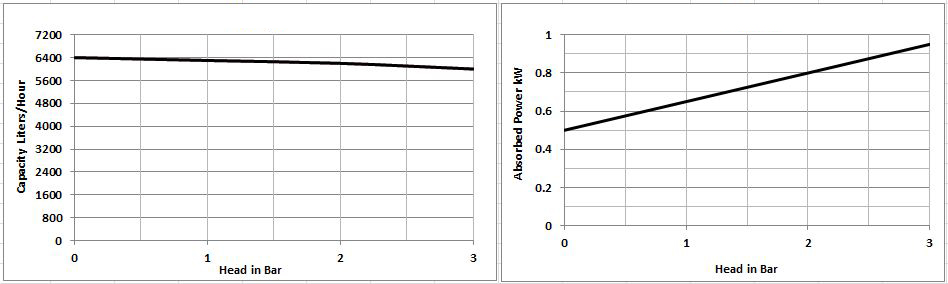 7200
6400
5600
4800
4000
3200
2400
1600
800
0
Capacity Liters/Hour
0 1 2 3
Head in Bar
1
0.8
0.6
0.4
0.2
0
Absorbed Power kW
0 1 2 3
Head in Bar